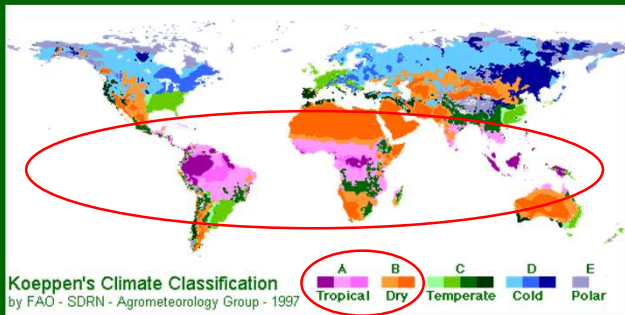 Koeppen's Climate Classification
by FAO - SDRN - Agrometeorology Group - 1997
A B C D E
Tropical Dry Temperate Cold Polar